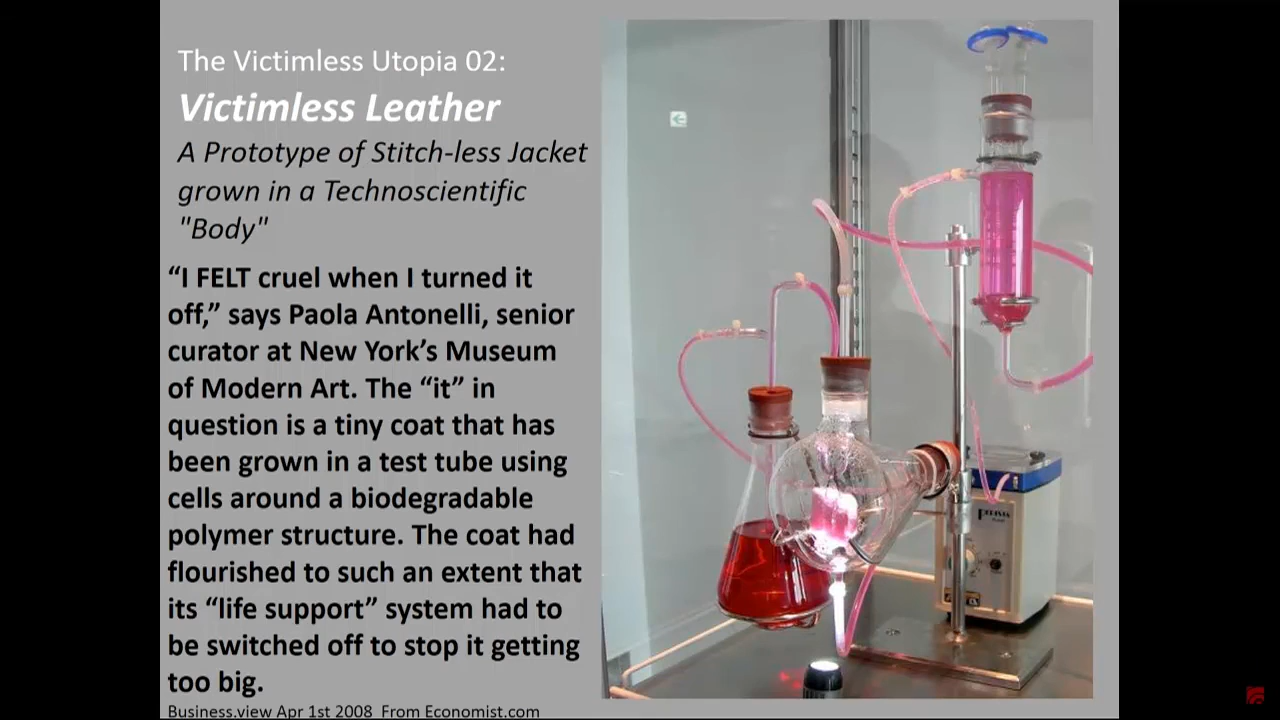 The Victimless Utopia 02:
Victimless Leather
A Prototype of Stitch-less Jacket
grown in a Technoscientific
"Body"
“I FELT cruel when I turned it
off,” says Paola Antonelli, senior
curator at New York’s Museum
of Modern Art. The “it” in
question is a tiny coat that has
been grown in a test tube using
cells around a biodegradable
polymer structure. The coat had
flourished to such an extent that
its “life support” system had to
be switched off to stop it getting
too big.
Business.view Apr 1st 2008 From Economist.com